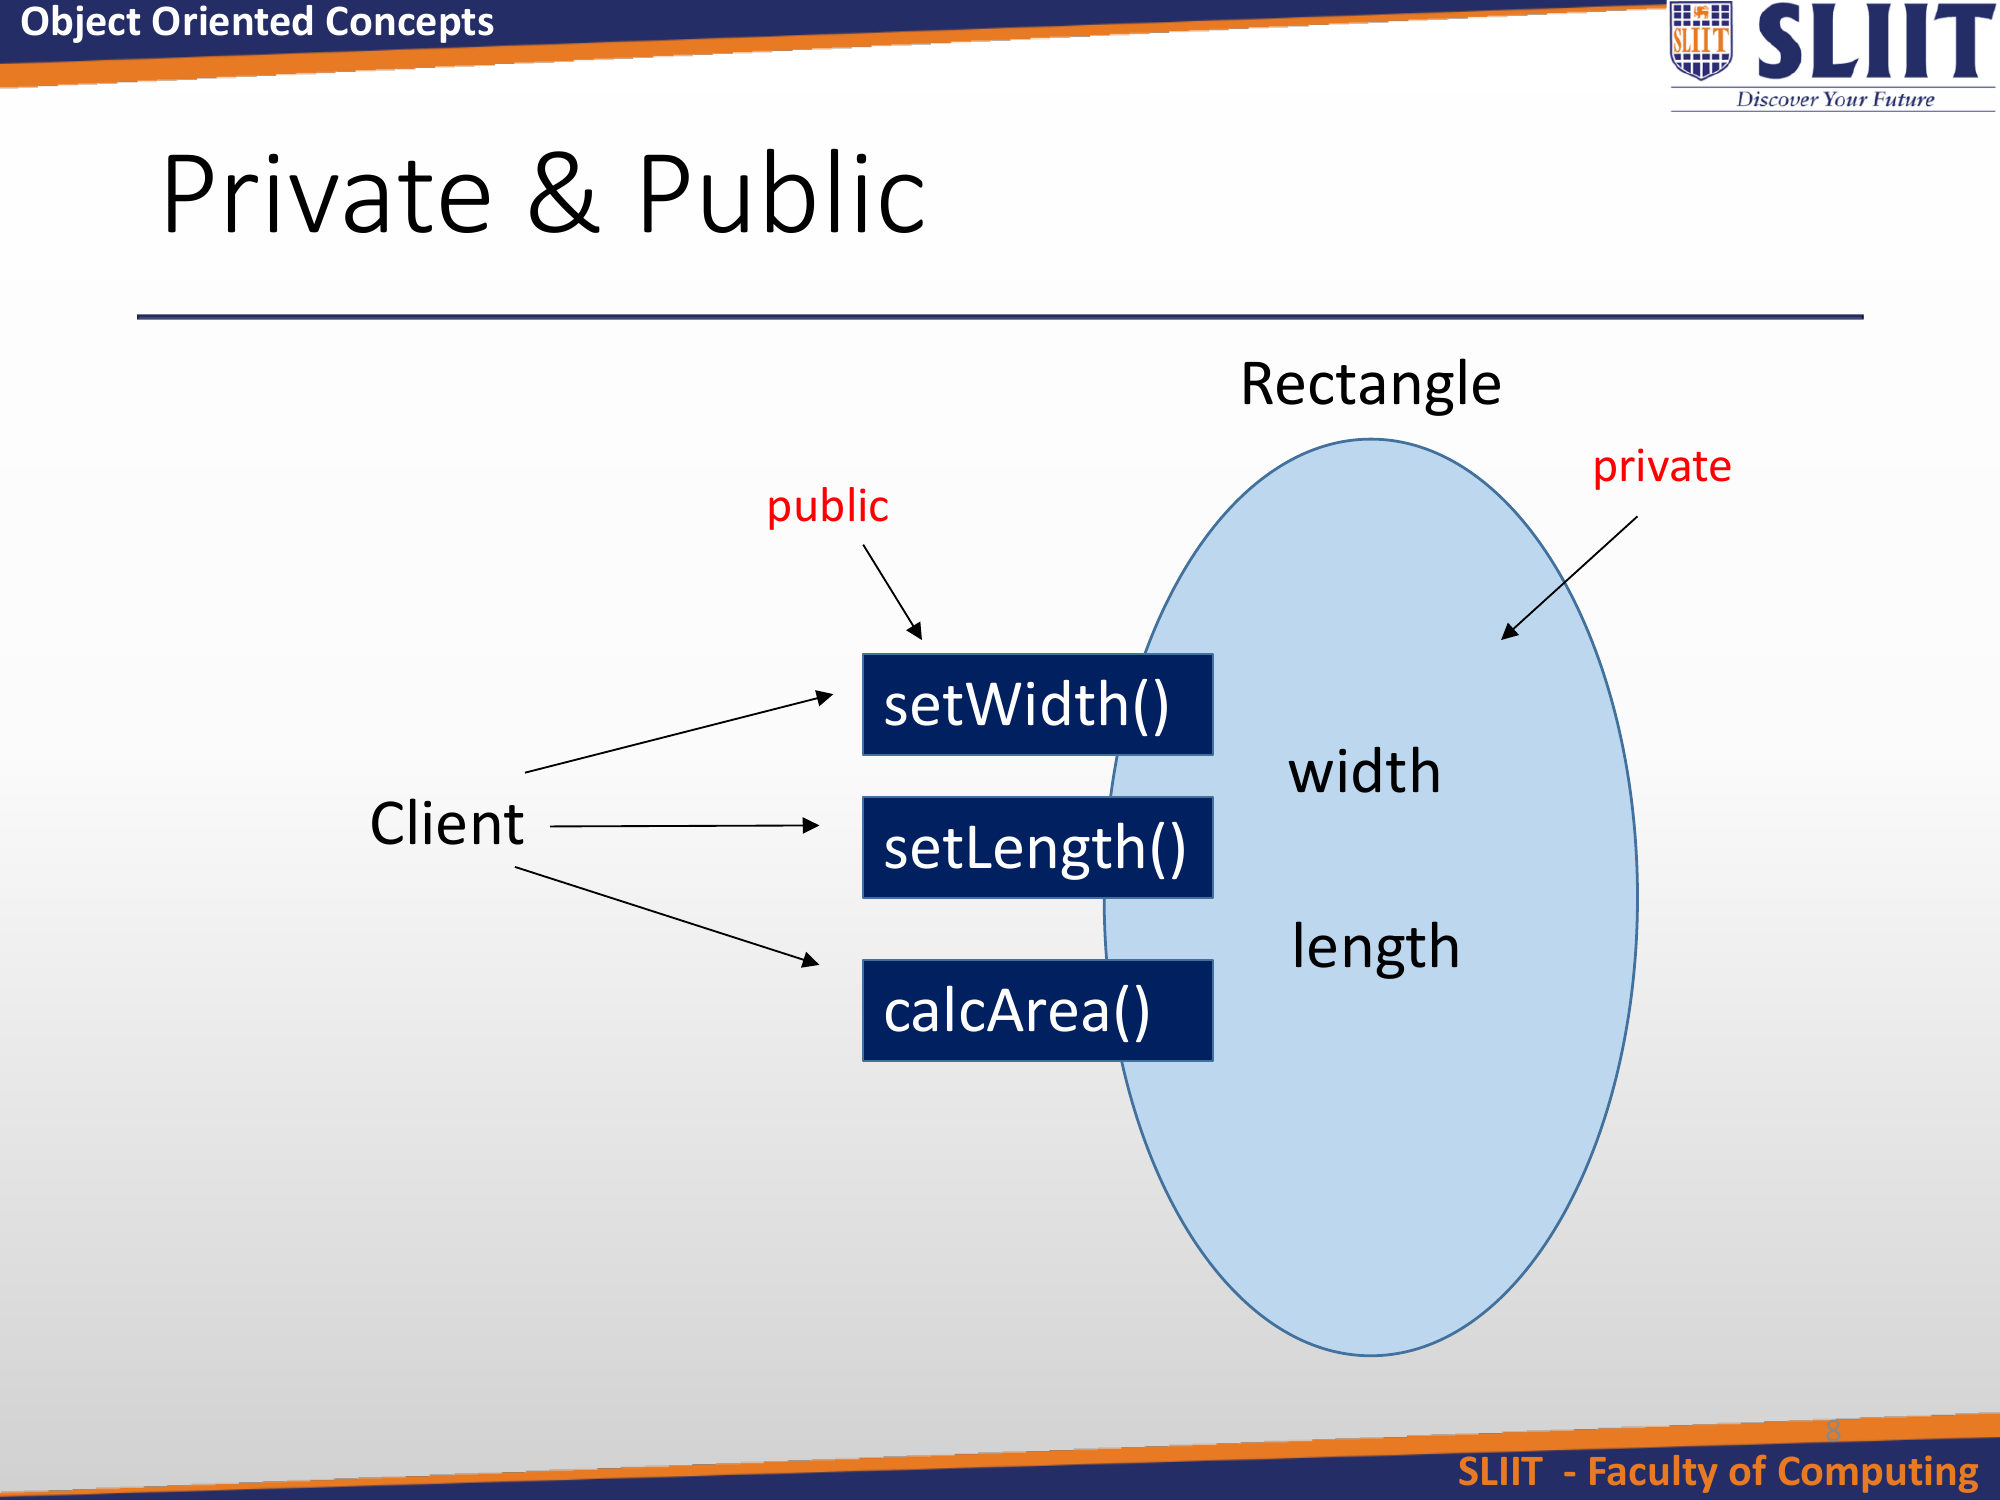 Object Oriented Concepts
SLIIT
SLIIT
Discover Your Future
Private & Public
Rectangle
private
public
setWidth()
width
Client
setLength()
length
calcArea()
8
SLIIT - Faculty of Computing